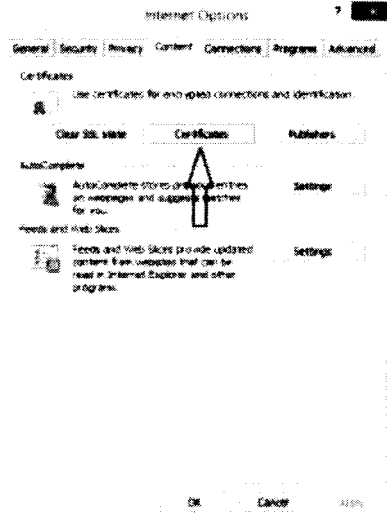 Internet Options
?
General Security Privacy Content Connections Programs Advanced
Certificates
Use certificates for encrypted connections and identification.
Clear SSL state Certificates Publishers
AutoComplete
AutoComplete stores previous entries
on webpages and suggests matches
for you.
Settings
Feeds and Web Slices
Feeds and Web Slices provide updated
content from websites that can be
read in Internet Explorer and other
programs.
Settings
OK Cancel Apply